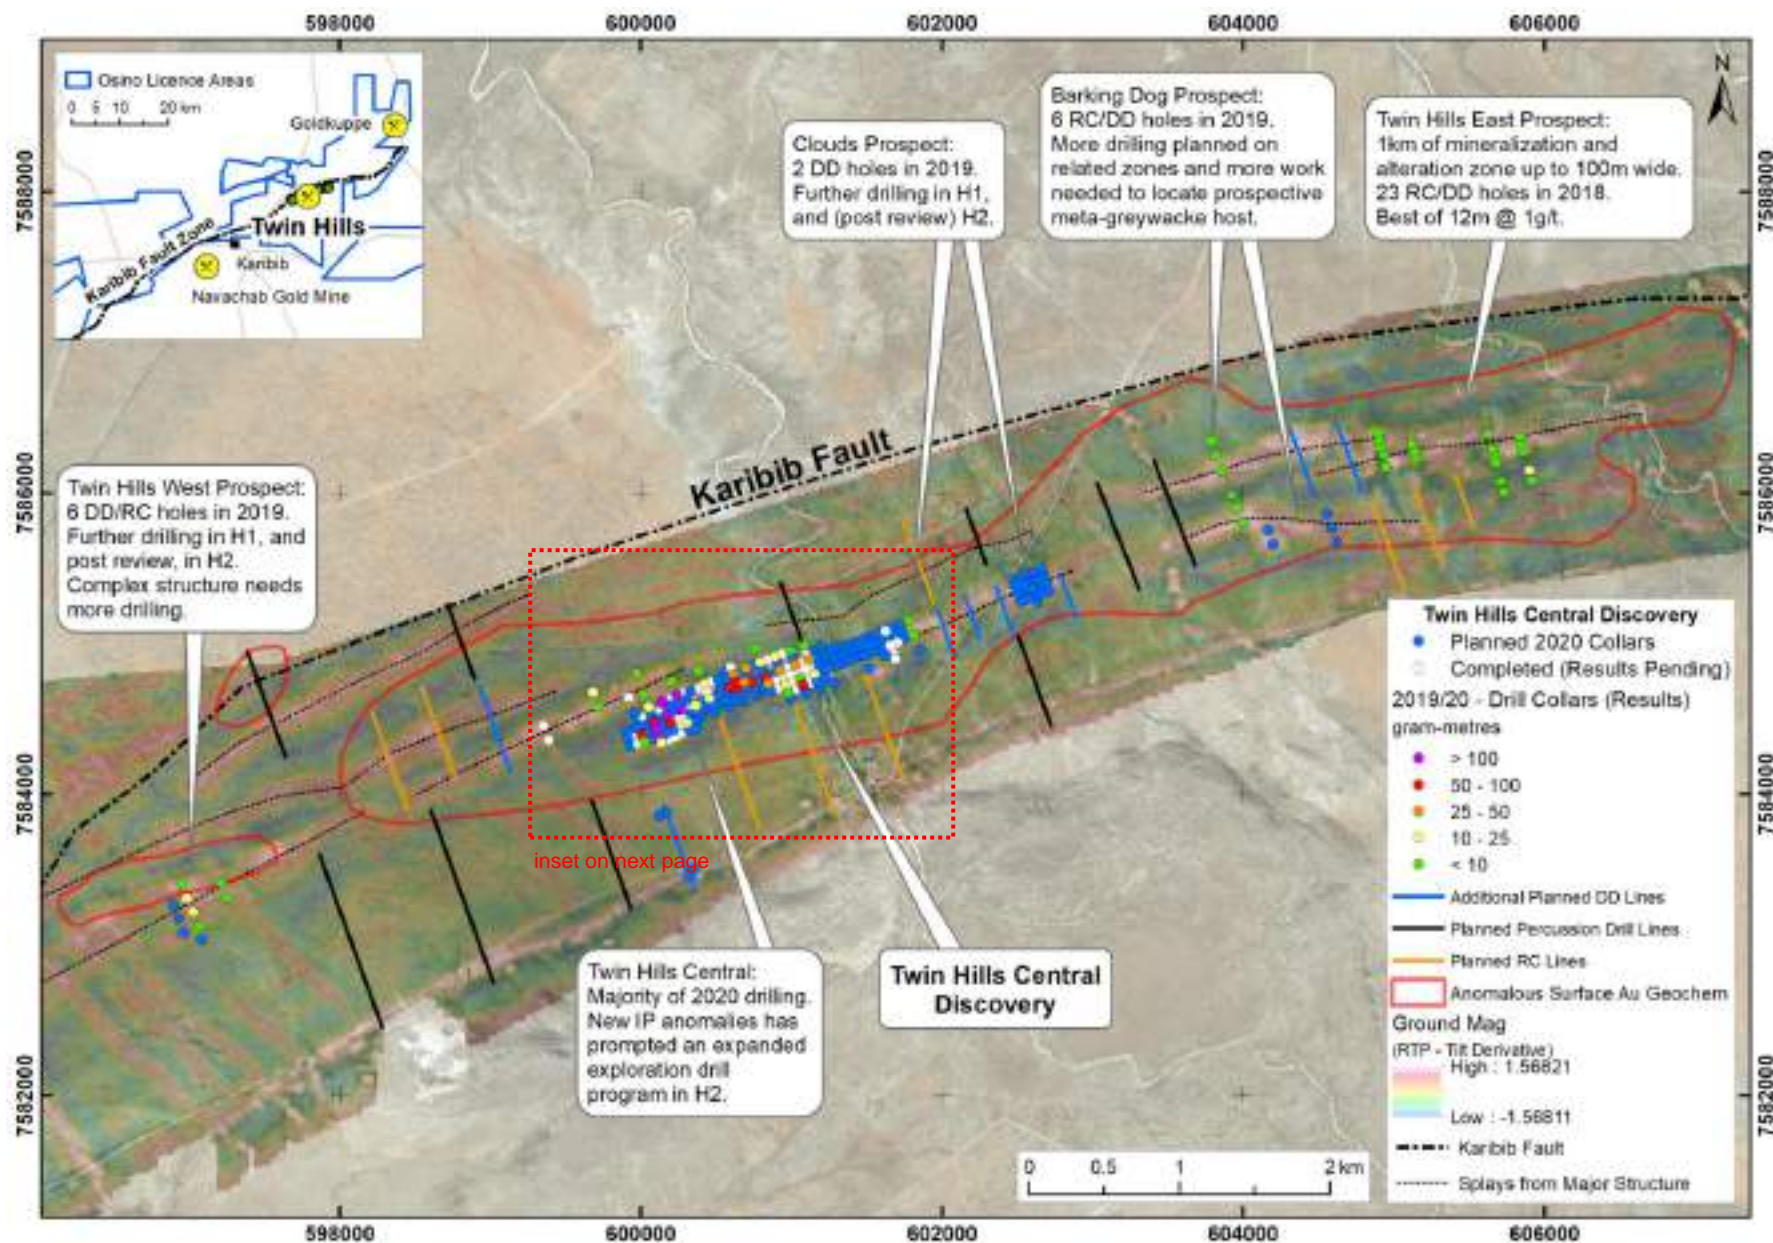 598000 600000 602000 604000 606000
Osino Licence Areas
0 5 10 20 km
Goldkuppe
Twin Hills
Karibib Fault Zone
Karibib
Navachab Gold Mine
Clouds Prospect:
2 DD holes in 2019.
Further drilling in H1,
and (post review) H2.
Barking Dog Prospect:
6 RC/DD holes in 2019.
More drilling planned on
related zones and more work
needed to locate prospective
meta-greywacke host.
Twin Hills East Prospect:
1km of mineralization and
alteration zone up to 100m wide.
23 RC/DD holes in 2018.
Best of 12m @ 1g/t.
N
7588000
7588000
Karibib Fault
7586000
7586000
Twin Hills West Prospect:
6 DD/RC holes in 2019.
Further drilling in H1, and
post review, in H2.
Complex structure needs
more drilling.
7584000
7584000
inset on next page
Twin Hills Central:
Majority of 2020 drilling.
New IP anomalies has
prompted an expanded
exploration drill
program in H2.
Twin Hills Central
Discovery
Twin Hills Central Discovery
Planned 2020 Collars
Completed (Results Pending)
2019/20 - Drill Collars (Results)
gram-metres
> 100
50 - 100
25 - 50
10 - 25
< 10
Additional Planned DD Lines
Planned Percussion Drill Lines
Planned RC Lines
Anomalous Surface Au Geochem
Ground Mag
(RTP - Tilt Derivative)
High : 1.56821
Low : -1.56811
Karibib Fault
Splays from Major Structure
7582000
7582000
0 0.5 1 2 km
598000 600000 602000 604000 606000